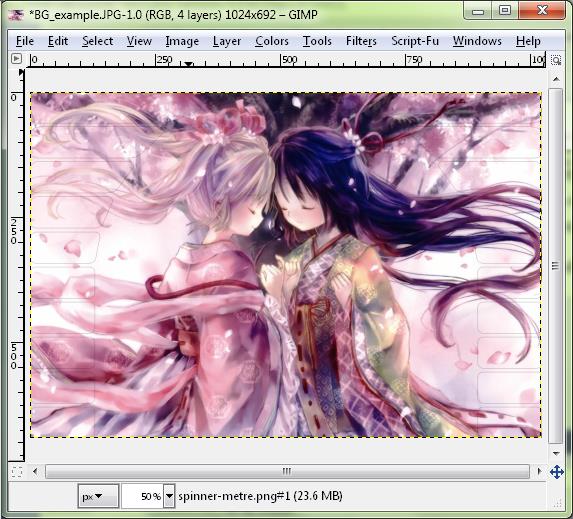 *BG_example.JPG-1.0 (RGB, 4 layers) 1024x692 – GIMP
File Edit Select View Image Layer Colors Tools Filters Script-Fu Windows Help
0 250 500 750 100
0
250
500
px 50% spinner-metre.png#1 (23.6 MB)